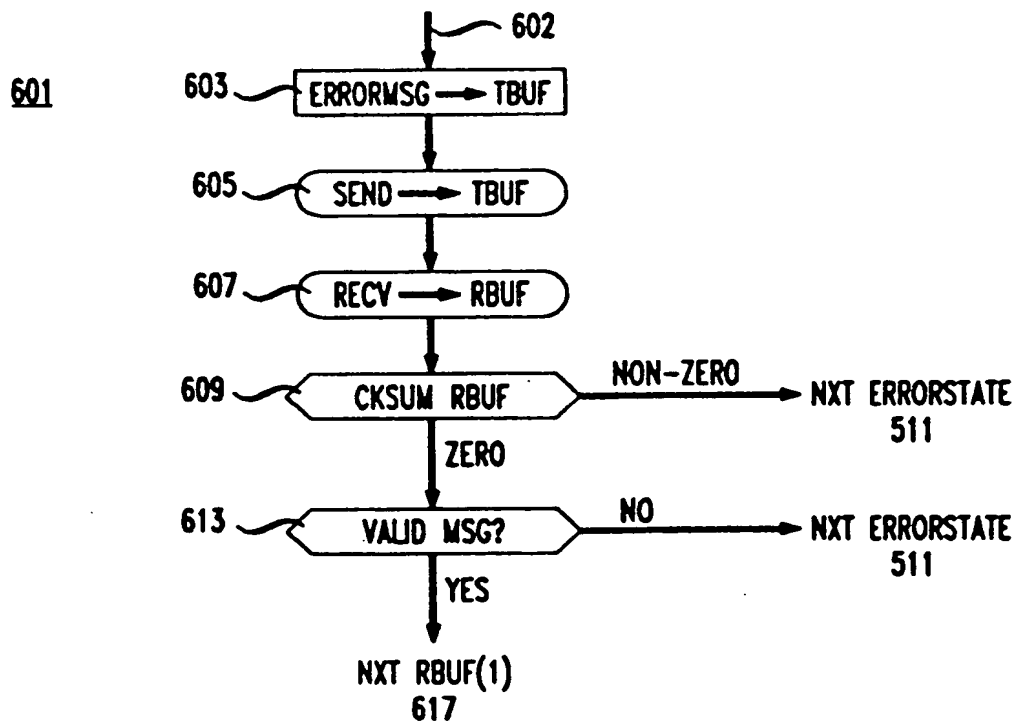 602
601
603 ERRORMSG → TBUF
605 SEND → TBUF
607 RECV → RBUF
609 CKSUM RBUF NON-ZERO NXT ERRORSTATE
511
ZERO
613 VALID MSG? NO NXT ERRORSTATE
511
YES
NXT RBUF(1)
617